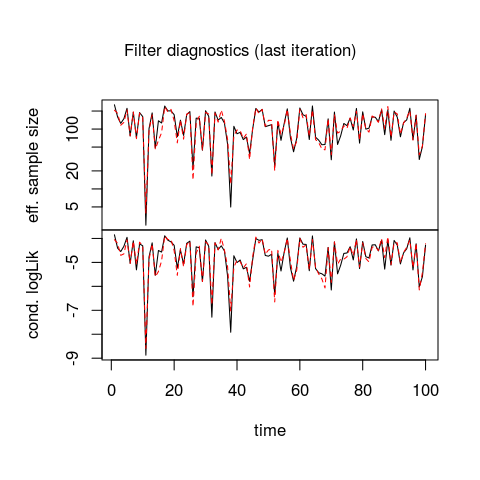 Filter diagnostics (last iteration)
eff. sample size
100
20
5
cond. logLik
-5
-7
-9
0 20 40 60 80 100
time